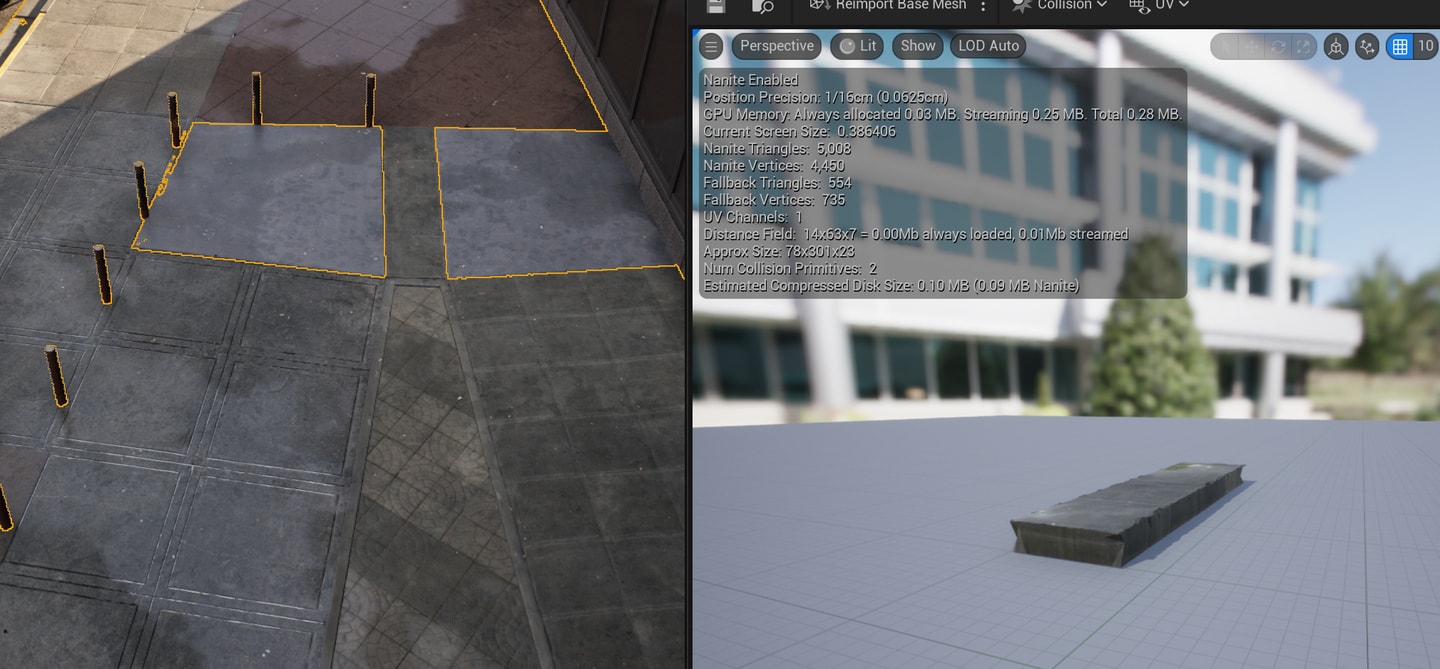 Reimport Base Mesh
Collision
UV
Perspective
Lit
Show
LOD Auto
10
Nanite Enabled
Position Precision: 1/16cm (0.0625cm)
GPU Memory: Always allocated 0.03 MB. Streaming 0.25 MB. Total 0.28 MB.
Current Screen Size: 0.386406
Nanite Triangles: 5,008
Nanite Vertices: 4,450
Fallback Triangles: 554
Fallback Vertices: 735
UV Channels: 1
Distance Field: 14x63x7 = 0.00Mb always loaded, 0.01Mb streamed
Approx Size: 78x301x23
Num Collision Primitives: 2
Estimated Compressed Disk Size: 0.10 MB (0.09 MB Nanite)